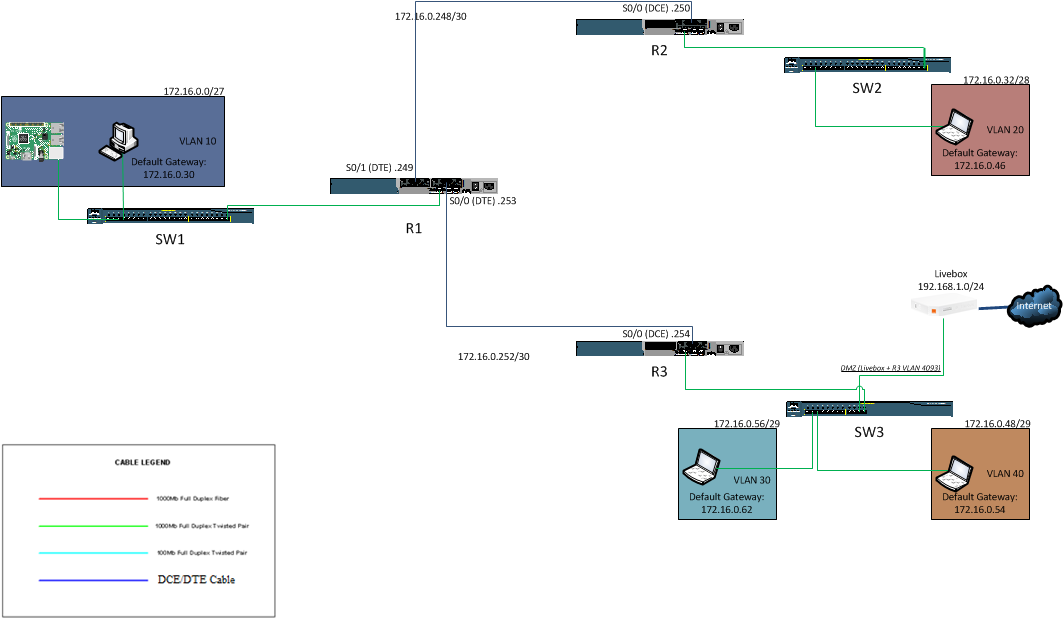 S0/0 (DCE) .250
172.16.0.248/30
R2
SW2
172.16.0.32/28
VLAN 20
Default Gateway:
172.16.0.46
172.16.0.0/27
VLAN 10
Default Gateway:
172.16.0.30
SW1
S0/1 (DTE) .249
S0/0 (DTE) .253
R1
Livebox
192.168.1.0/24
Internet
S0/0 (DCE) .254
172.16.0.252/30
R3
DMZ (Livebox + R3 VLAN 4093)
SW3
172.16.0.56/29
VLAN 30
Default Gateway:
172.16.0.62
172.16.0.48/29
VLAN 40
Default Gateway:
172.16.0.54
CABLE LEGEND
1000Mb Full Duplex Fiber
1000Mb Full Duplex Twisted Pair
100Mb Full Duplex Twisted Pair
DCE/DTE Cable